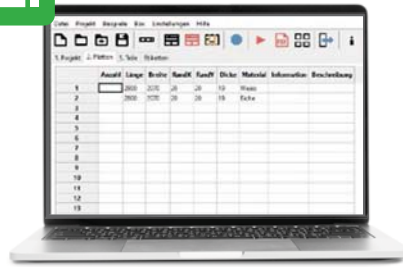 Datei Projekt Beispiele Box Einstellungen Hilfe
1. Projekt 2. Platten 3. Teile Etiketten
Anzahl Länge Breite RandX RandY Dicke Material Information Beschreibung
1 2800 2070 20 20 19 Weiss
2 2800 2070 20 20 19 Eiche
3
4
5
6
7
8
9
10
11
12
13